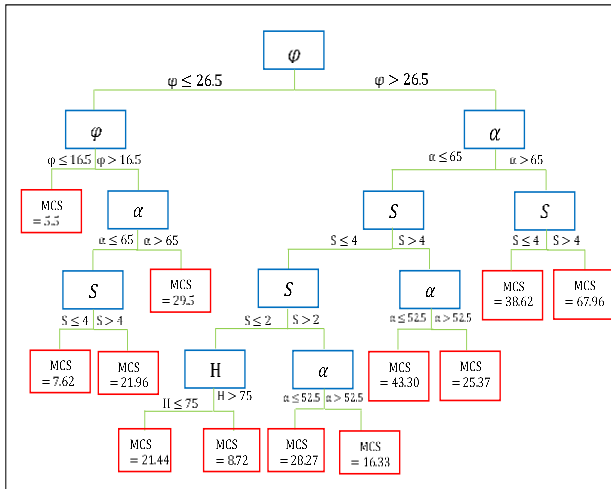 φ
φ ≤ 26.5 φ > 26.5
φ α
φ ≤ 16.5 φ > 16.5 α ≤ 65 α > 65
MCS
= 5.5
α S S
α ≤ 65 α > 65 S ≤ 4 S > 4 S ≤ 4 S > 4
S MCS
= 29.5
S α MCS
= 38.62
MCS
= 67.96
S ≤ 4 S > 4 S ≤ 2 S > 2 α ≤ 52.5 α > 52.5
MCS
= 7.62
MCS
= 21.96
H α MCS
= 43.30
MCS
= 25.37
H ≤ 75 H > 75 α ≤ 52.5 α > 52.5
MCS
= 21.44
MCS
= 8.72
MCS
= 28.27
MCS
= 16.33